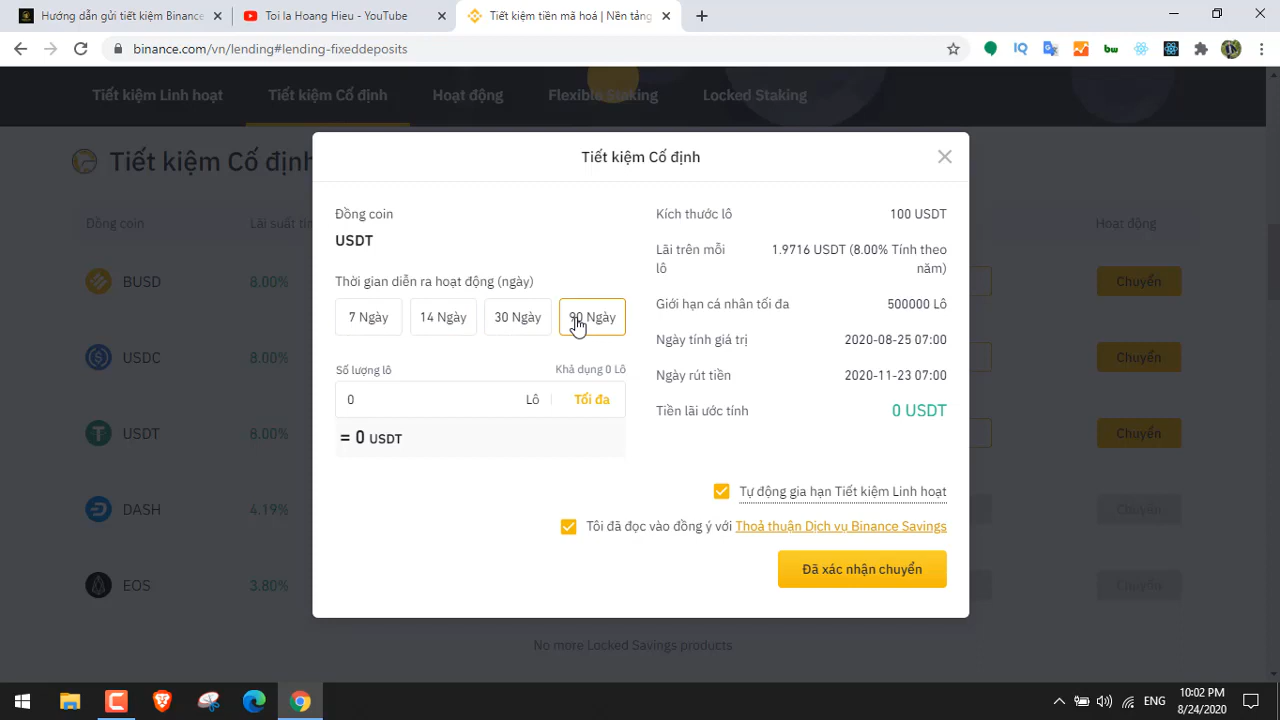 Hướng dẫn gửi tiết kiệm Binance
Toi la Hoang Hieu - YouTube
Tiết kiệm tiền mã hoá | Nền tảng
binance.com/vn/lending#lending-fixeddeposits
Tiết kiệm Linh hoạt
Tiết kiệm Cố định
Hoạt động
Flexible Staking
Locked Staking
Tiết kiệm Cố định
Đồng coin
Lãi suất
Hoạt động
BUSD
8.00%
Chuyển
USDC
8.00%
Chuyển
USDT
8.00%
Chuyển
DASH
4.19%
Chuyển
EOS
3.80%
Chuyển
No more Locked Savings products
Tiết kiệm Cố định
Đồng coin
USDT
Thời gian diễn ra hoạt động (ngày)
7 Ngày
14 Ngày
30 Ngày
90 Ngày
Số lượng lô
Khả dụng 0 Lô
0
Lô
Tối đa
= 0 USDT
Kích thước lô
100 USDT
Lãi trên mỗi lô
1.9716 USDT (8.00% Tính theo năm)
Giới hạn cá nhân tối đa
500000 Lô
Ngày tính giá trị
2020-08-25 07:00
Ngày rút tiền
2020-11-23 07:00
Tiền lãi ước tính
0 USDT
Tự động gia hạn Tiết kiệm Linh hoạt
Tôi đã đọc vào đồng ý với Thoả thuận Dịch vụ Binance Savings
Đã xác nhận chuyển
ENG
10:02 PM
8/24/2020